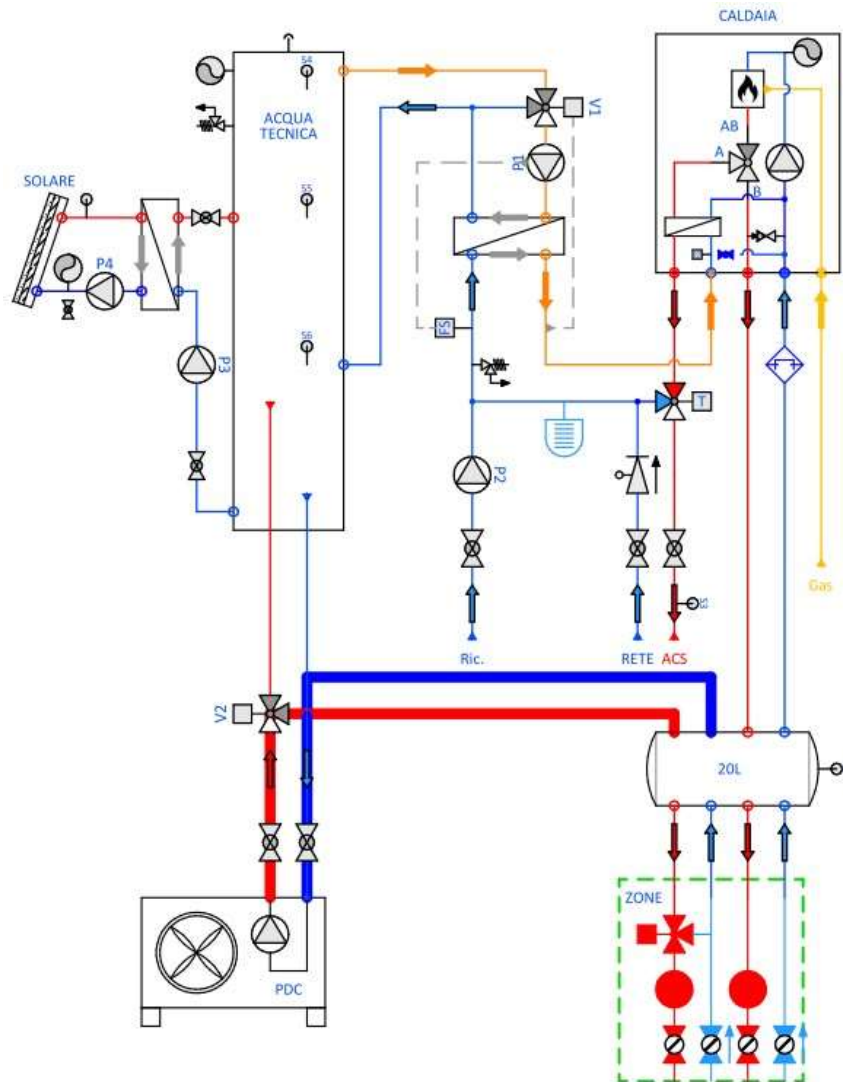 CALDAIA
S4
ACQUA
TECNICA
V1
AB
A
P1
B
SOLARE
S5
P4
FS
S6
P3
T
P2
S3
Gas
Ric.
RETE
ACS
V2
20L
ZONE
PDC